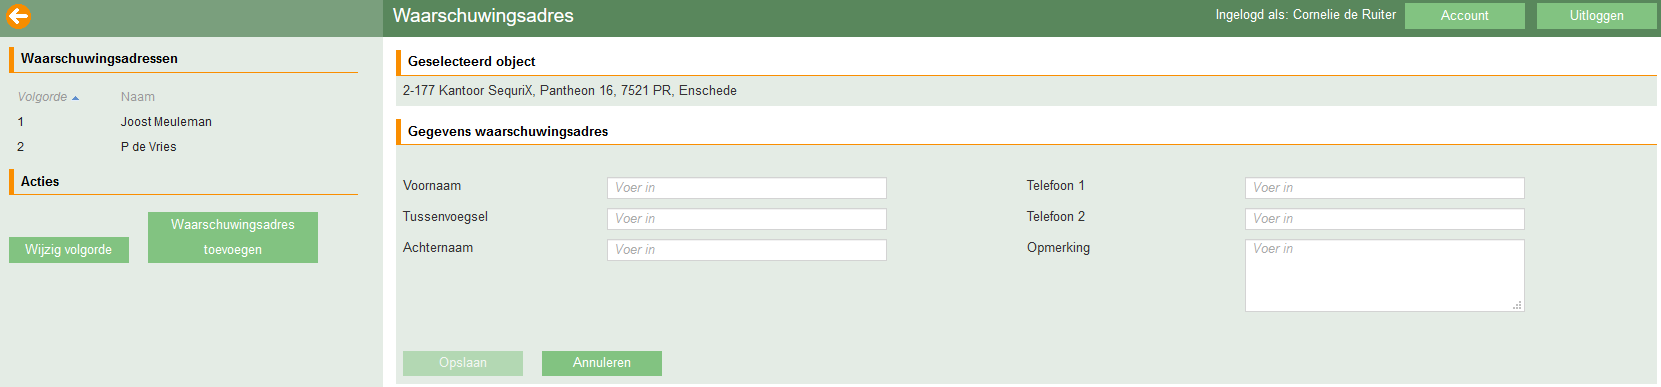 Waarschuwingsadres
Ingelogd als: Cornelie de Ruiter
Account
Uitloggen
Waarschuwingsadressen
Volgorde Naam
1 Joost Meuleman
2 P de Vries
Acties
Wijzig volgorde
Waarschuwingsadres
toevoegen
Geselecteerd object
2-177 Kantoor SequriX, Pantheon 16, 7521 PR, Enschede
Gegevens waarschuwingsadres
Voornaam Voer in
Tussenvoegsel Voer in
Achternaam Voer in
Telefoon 1 Voer in
Telefoon 2 Voer in
Opmerking Voer in
Opslaan
Annuleren